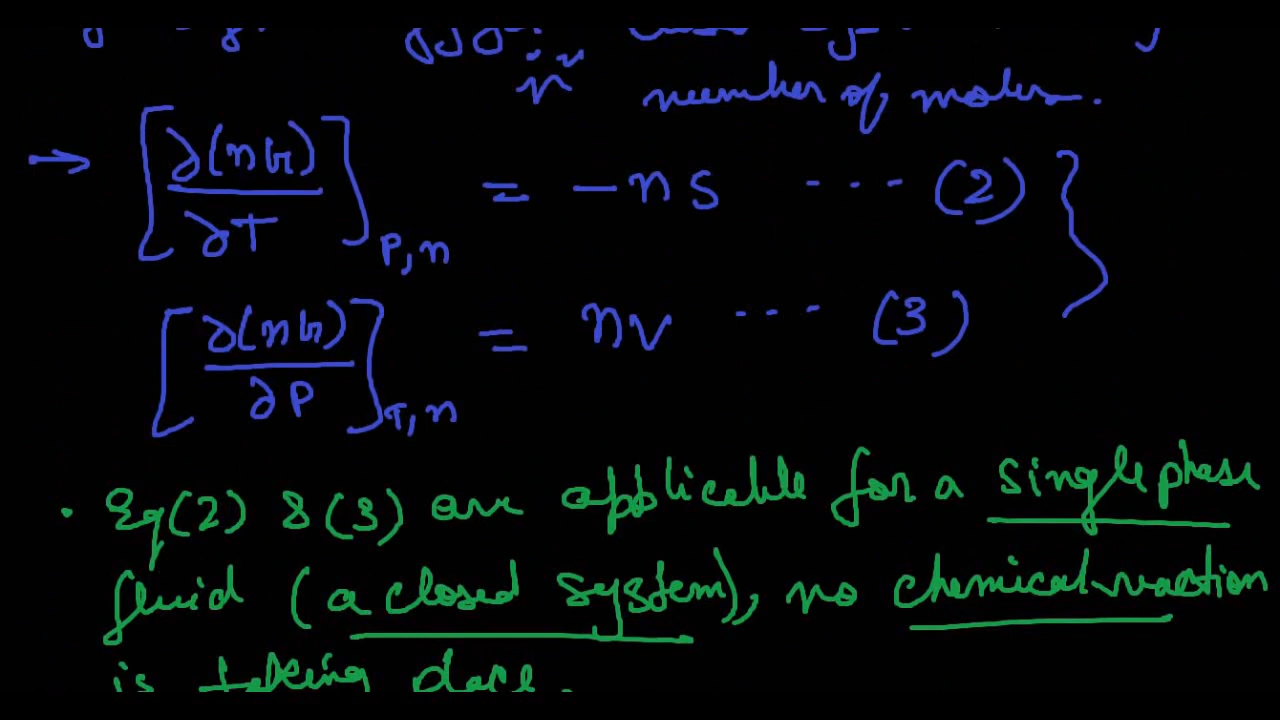 n number of moles.
→ [∂(nG)/∂T]P,n = -nS ... (2)
[∂(nG)/∂P]T,n = nV ... (3)
• Eq(2) & (3) are applicable for a single phase
fluid (a closed system), no chemical reaction
is taking place.